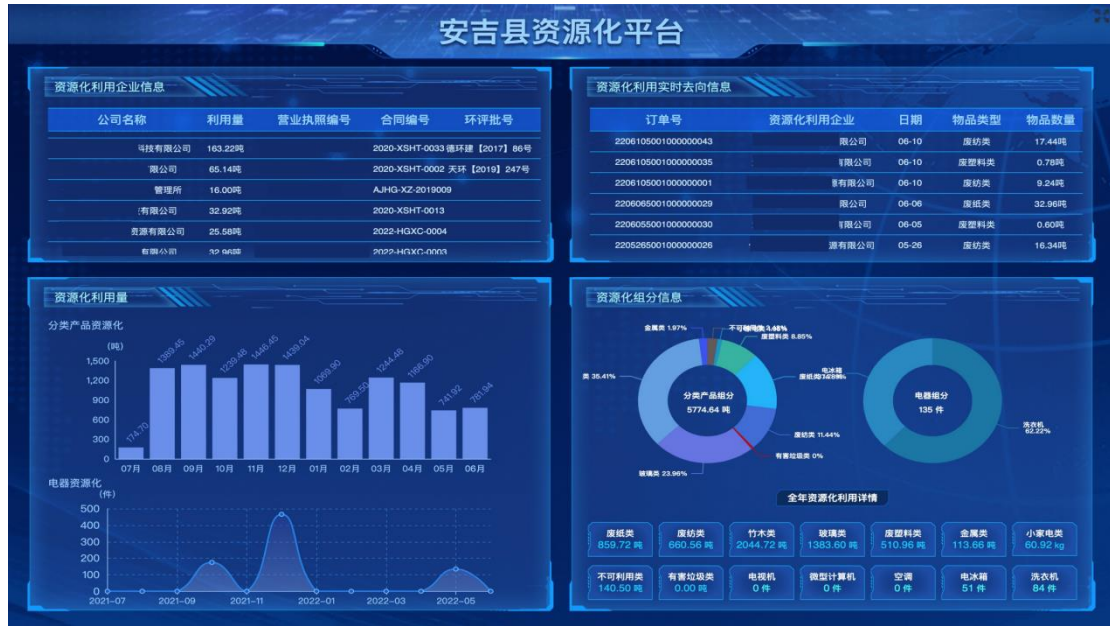 安吉县资源化平台
资源化利用企业信息
公司名称 利用量 营业执照编号 合同编号 环评批号
科技有限公司 163.22吨 2020-XSHT-0033 德环建【2017】86号
限公司 65.14吨 2020-XSHT-0002 天环【2019】247号
管理所 16.00吨 AJHG-XZ-2019009
有限公司 32.92吨 2020-XSHT-0013
资源有限公司 25.58吨 2022-HGXC-0004
有限公司 32.96吨 2022-HGXC-0003
资源化利用实时去向信息
订单号 资源化利用企业 日期 物品类型 物品数量
2206105001000000043 限公司 06-10 废纺类 17.44吨
2206105001000000035 限公司 06-10 废塑料类 0.78吨
2206105001000000001 有限公司 06-10 废纺类 9.24吨
2206065001000000029 限公司 06-06 废纸类 32.96吨
2206055001000000030 限公司 06-05 废塑料类 0.60吨
2205265001000000026 源有限公司 05-26 废纺类 16.34吨
资源化利用量
分类产品资源化
(吨)
1,500
1,200
900
600
300
0
174.70 1389.45 1440.29 1239.48 1446.45 1439.04 1069.90 769.50 1244.48 1166.90 741.92 781.94
07月 08月 09月 10月 11月 12月 01月 02月 03月 04月 05月 06月
电器资源化
(件)
500
400
300
200
100
0
2021-07 2021-09 2021-11 2022-01 2022-03 2022-05
资源化组分信息
金属类 1.97%
废塑料类 8.85%
类 35.41%
废纺类 11.44%
有害垃圾类 0%
玻璃类 23.96%
分类产品组分
5774.64 吨
电冰箱
电器组分
135 件
洗衣机
62.22%
全年资源化利用详情
废纸类 废纺类 竹木类 玻璃类 废塑料类 金属类 小家电类
859.72 吨 660.56 吨 2044.72 吨 1383.60 吨 510.96 吨 113.66 吨 60.92 kg
不可利用类 有害垃圾类 电视机 微型计算机 空调 电冰箱 洗衣机
140.50 吨 0.00 吨 0 件 0 件 0 件 51 件 84 件